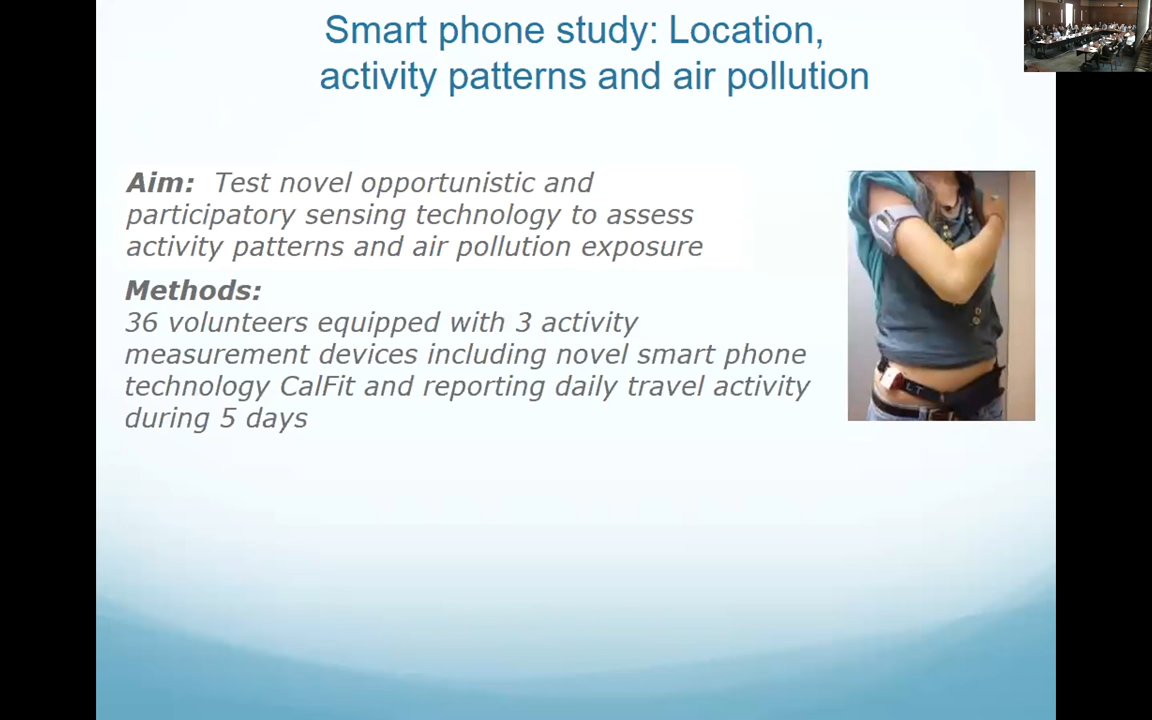 Smart phone study: Location,
activity patterns and air pollution
Aim: Test novel opportunistic and
participatory sensing technology to assess
activity patterns and air pollution exposure
Methods:
36 volunteers equipped with 3 activity
measurement devices including novel smart phone
technology CalFit and reporting daily travel activity
during 5 days
LT